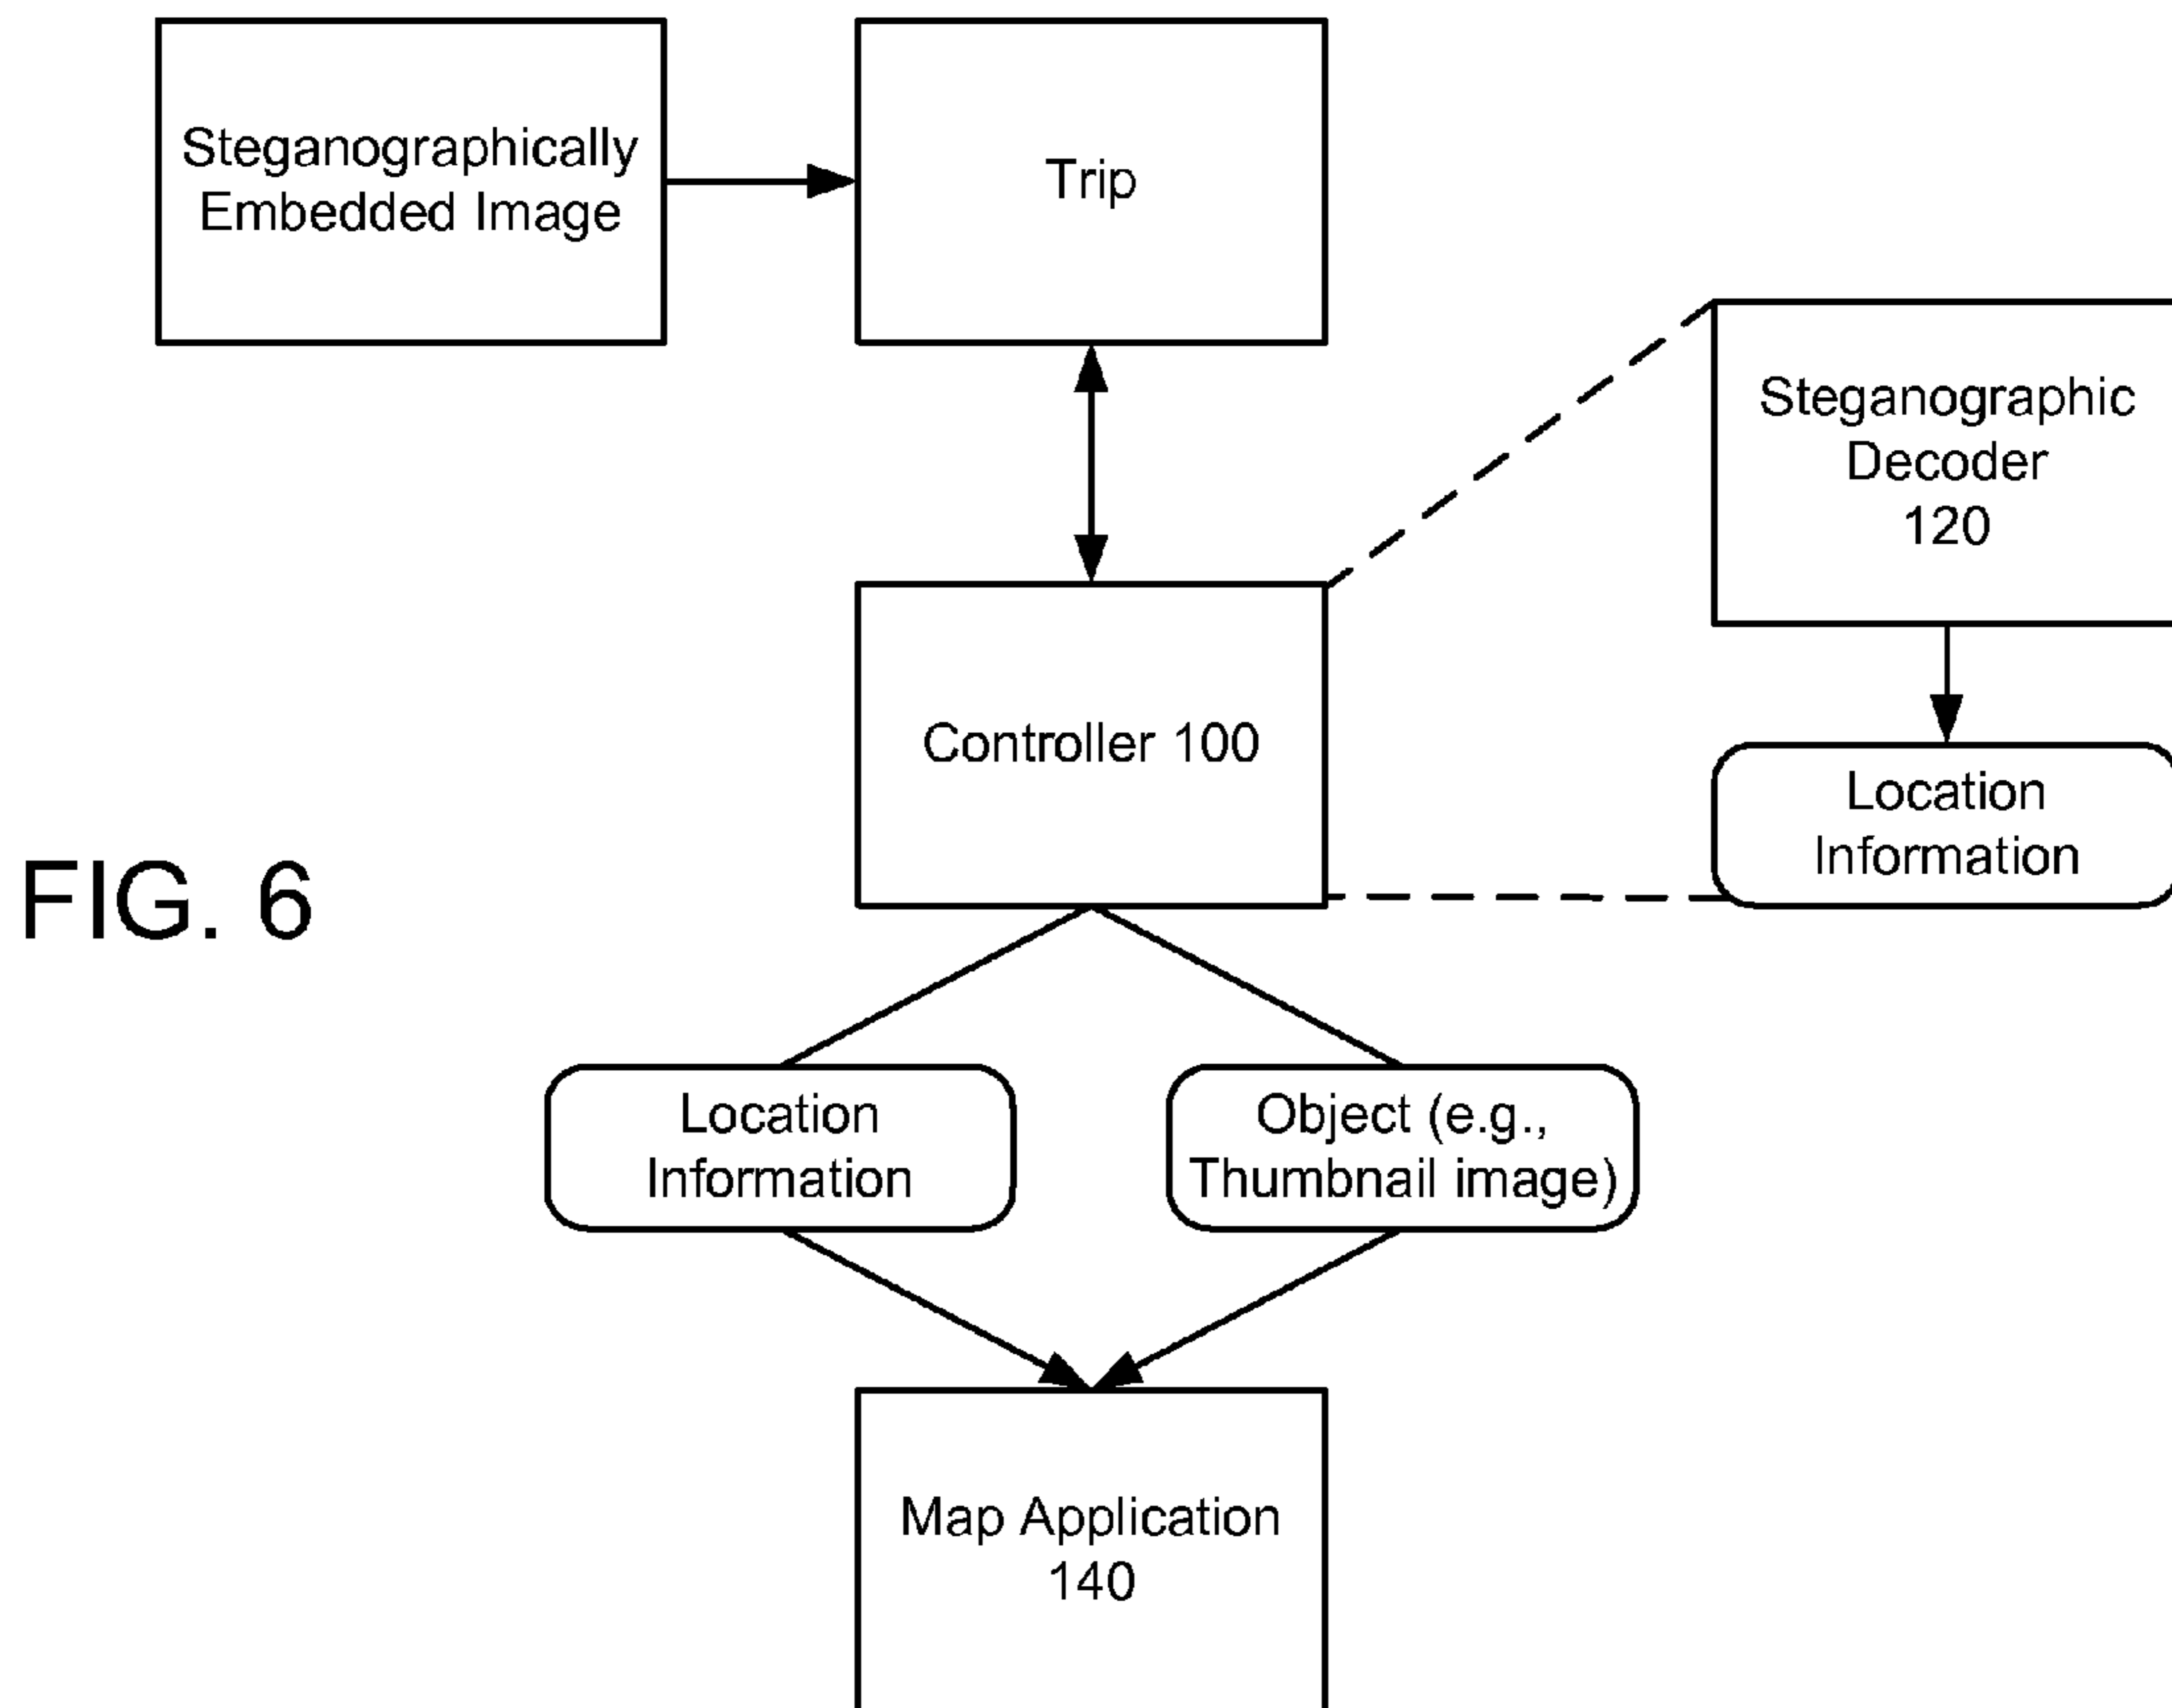 Steganographically
Embedded Image
Trip
Steganographic
Decoder
120
Controller 100
Location
Information
FIG. 6
Location
Information
Object (e.g.,
Thumbnail image)
Map Application
140